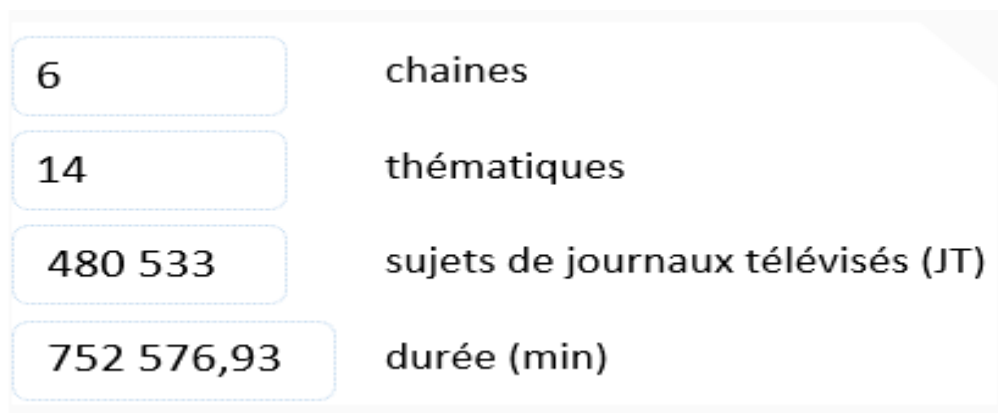 6 chaines
14 thématiques
480 533 sujets de journaux télévisés (JT)
752 576,93 durée (min)